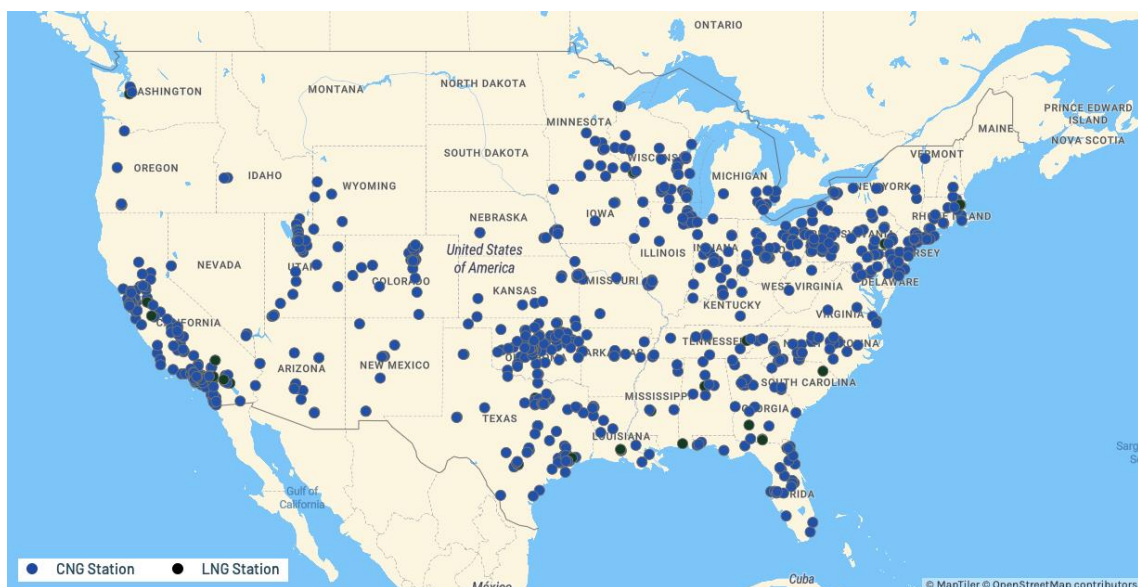 ONTARIO
WASHINGTON
MONTANA
NORTH DAKOTA
MINNESOTA
PRINCE EDWARD
ISLAND
MAINE
NOVA SCOTIA
OREGON
IDAHO
SOUTH DAKOTA
WISCONSIN
VERMONT
MICHIGAN
WYOMING
NEW YORK
NEBRASKA
IOWA
RHODE ISLAND
United States
of America
ILLINOIS
INDIANA
NEVADA
UTAH
COLORADO
KANSAS
MISSOURI
WEST VIRGINIA
DELAWARE
KENTUCKY
VIRGINIA
CALIFORNIA
TENNESSEE
ARIZONA
NEW MEXICO
SOUTH CAROLINA
MISSISSIPPI
TEXAS
GEORGIA
LOUISIANA
Gulf of
California
FLORIDA
CNG Station
LNG Station
México
Cuba
© MapTiler © OpenStreetMap contributors